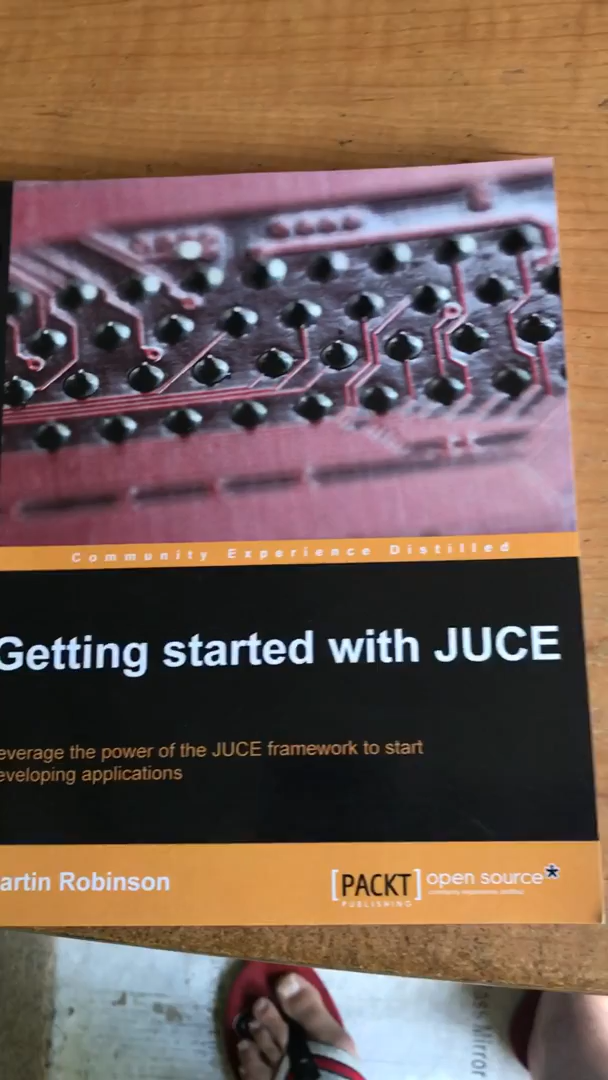 Community Experience Distilled
Getting started with JUCE
everage the power of the JUCE framework to start
eveloping applications
artin Robinson
[PACKT]
PUBLISHING
open source*
Mirror